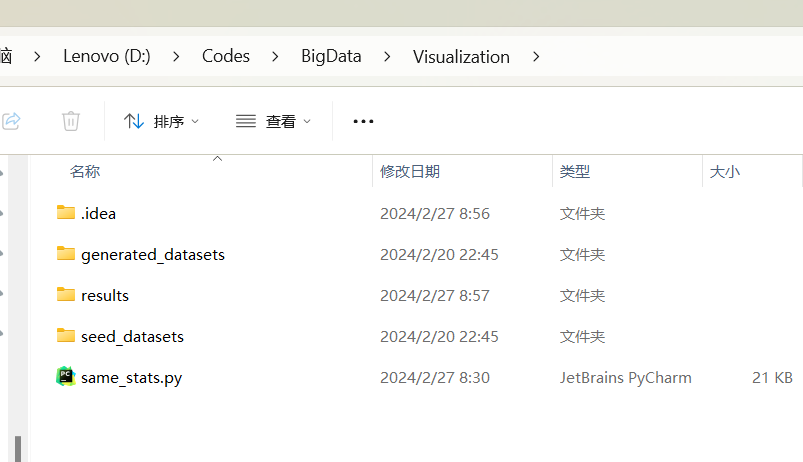 脑 > Lenovo (D:) > Codes > BigData > Visualization >
排序 查看 •••
名称 修改日期 类型 大小
.idea 2024/2/27 8:56 文件夹
generated_datasets 2024/2/20 22:45 文件夹
results 2024/2/27 8:57 文件夹
seed_datasets 2024/2/20 22:45 文件夹
same_stats.py 2024/2/27 8:30 JetBrains PyCharm 21 KB